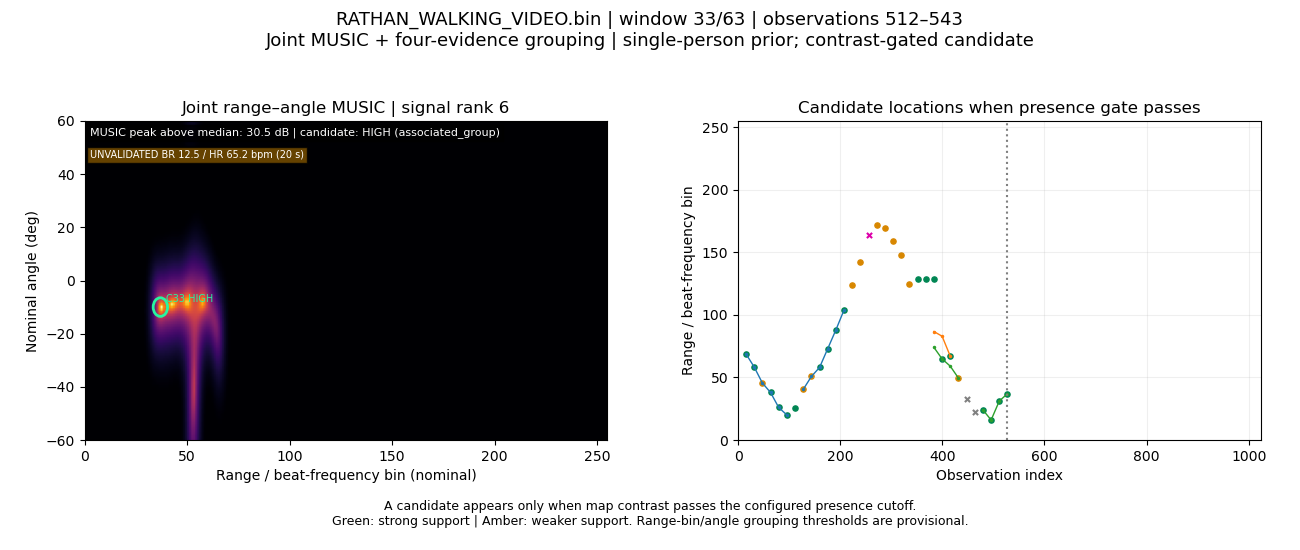 RATHAN_WALKING_VIDEO.bin | window 33/63 | observations 512–543
Joint MUSIC + four-evidence grouping | single-person prior; contrast-gated candidate
Joint range–angle MUSIC | signal rank 6
MUSIC peak above median: 30.5 dB | candidate: HIGH (associated_group)
UNVALIDATED BR 12.5 / HR 65.2 bpm (20 s)
C33 HIGH
60
40
20
0
−20
−40
−60
Nominal angle (deg)
0
50
100
150
200
250
Range / beat-frequency bin (nominal)
Candidate locations when presence gate passes
250
200
150
100
50
0
Range / beat-frequency bin
0
200
400
600
800
1000
Observation index
A candidate appears only when map contrast passes the configured presence cutoff.
Green: strong support | Amber: weaker support. Range-bin/angle grouping thresholds are provisional.